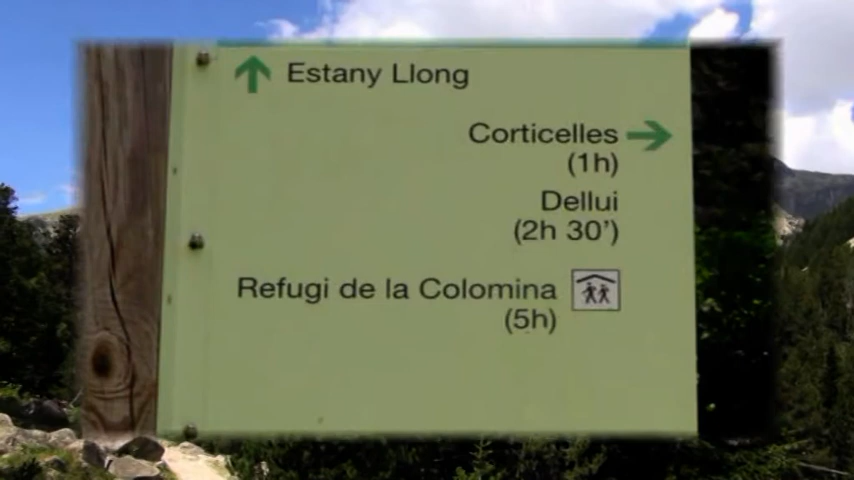 Estany Llong
Corticelles
(1h)
Dellui
(2h 30')
Refugi de la Colomina
(5h)